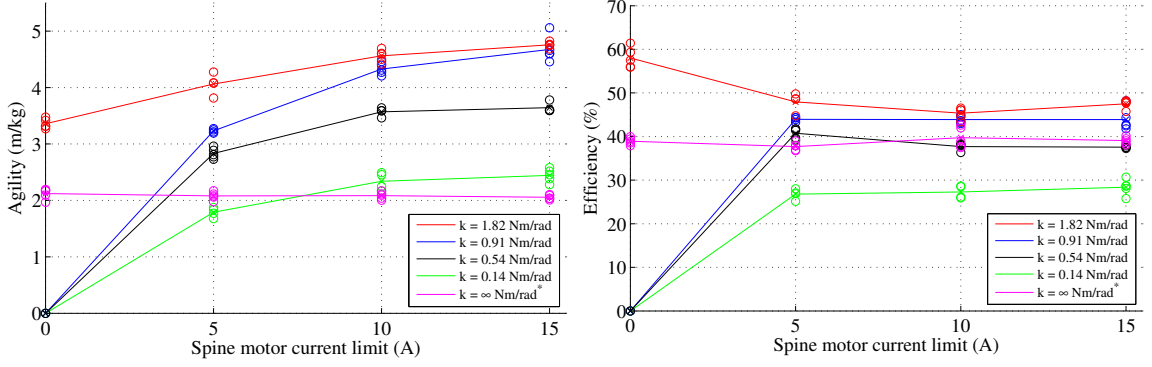 5
4
3
2
1
0
Agility (m/kg)
0
5
10
15
Spine motor current limit (A)
k = 1.82 Nm/rad
k = 0.91 Nm/rad
k = 0.54 Nm/rad
k = 0.14 Nm/rad
k = ∞ Nm/rad*
70
60
50
40
30
20
10
0
Efficiency (%)
0
5
10
15
Spine motor current limit (A)
k = 1.82 Nm/rad
k = 0.91 Nm/rad
k = 0.54 Nm/rad
k = 0.14 Nm/rad
k = ∞ Nm/rad*